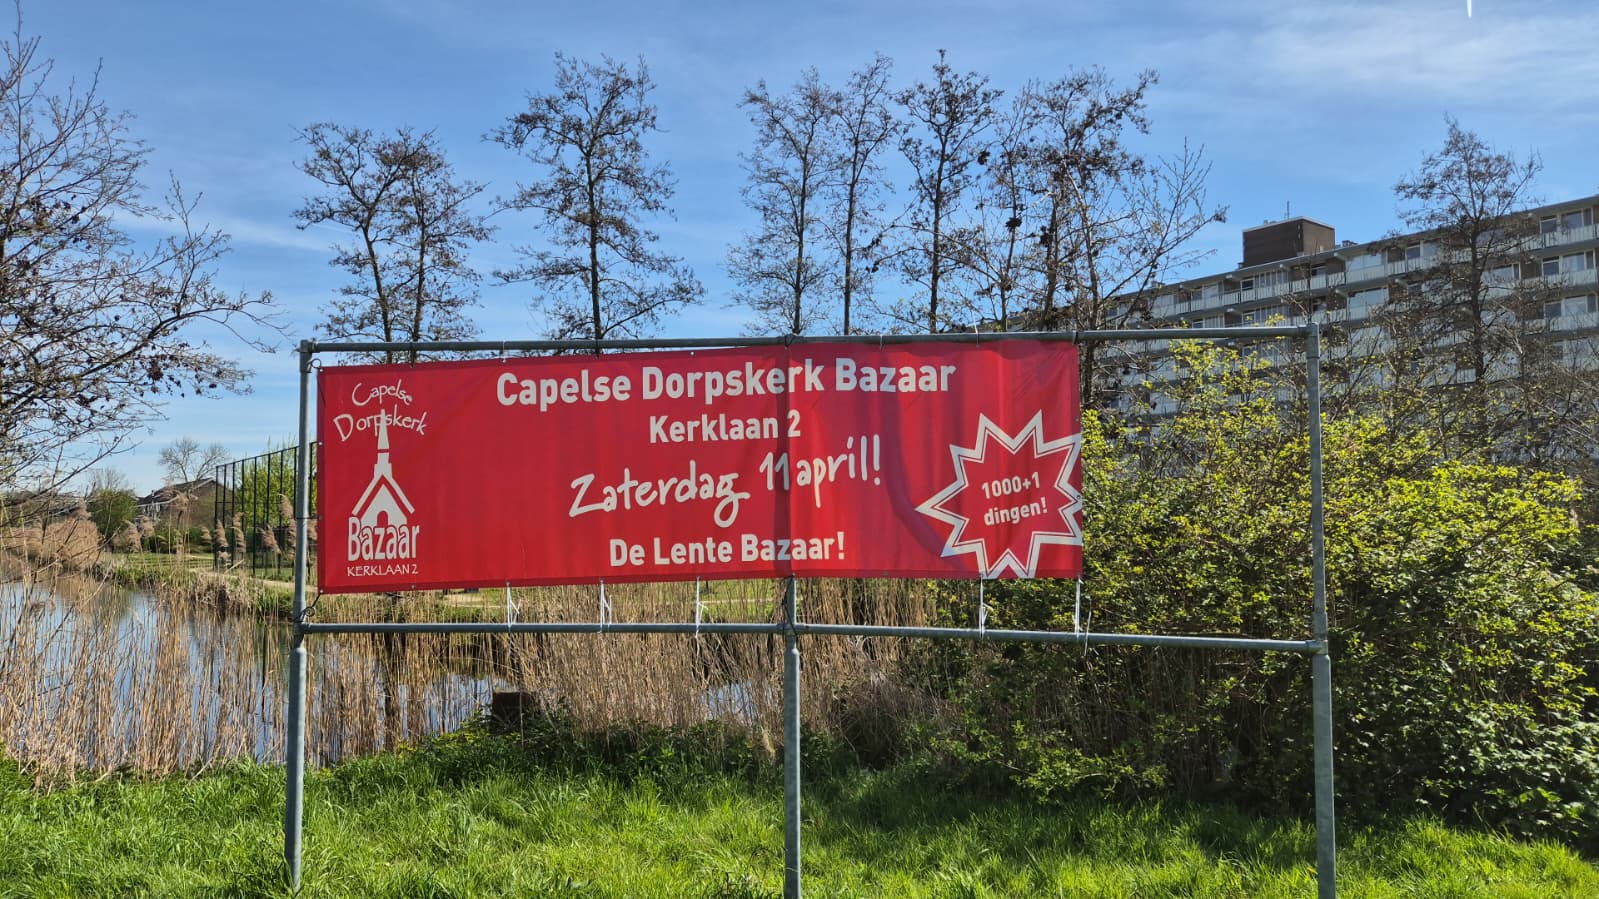 Capelse
Dorpskerk
Bazaar
KERKLAAN 2
Capelse Dorpskerk Bazaar
Kerklaan 2
Zaterdag 11 april!
De Lente Bazaar!
1000+1
dingen!